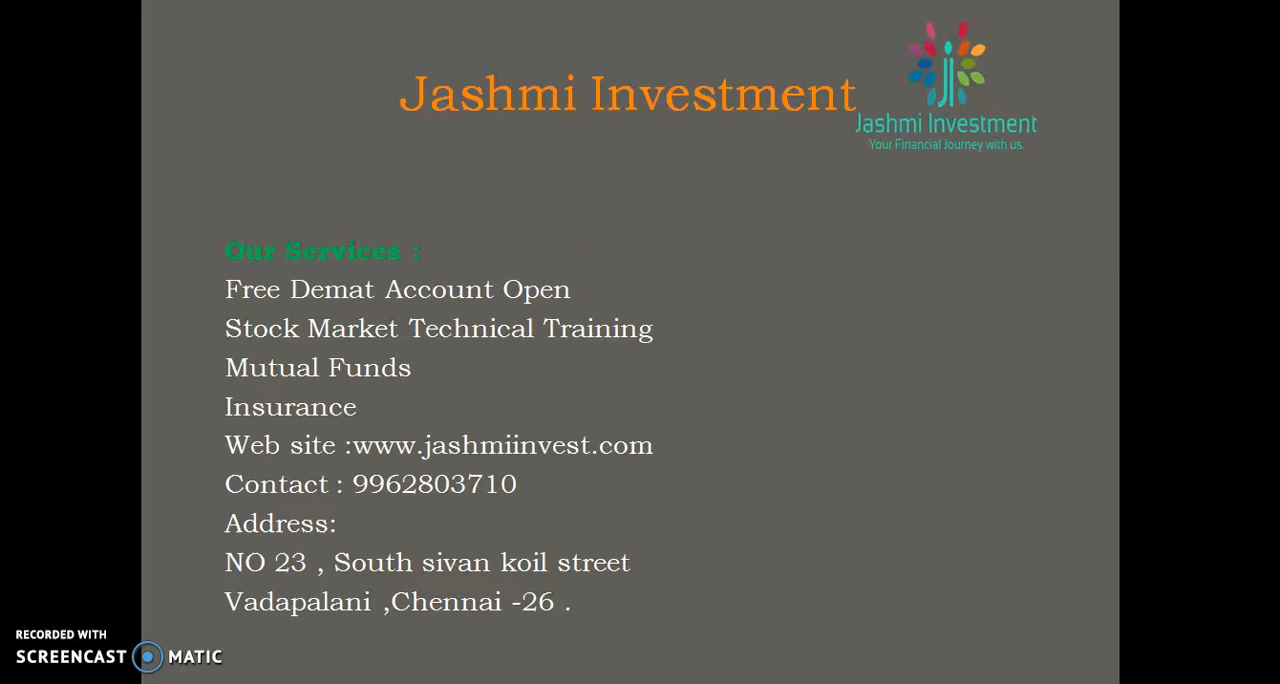 Jashmi Investment
Jashmi Investment
Your Financial Journey with us.
Our Services :
Free Demat Account Open
Stock Market Technical Training
Mutual Funds
Insurance
Web site :www.jashmiinvest.com
Contact : 9962803710
Address:
NO 23 , South sivan koil street
Vadapalani ,Chennai -26 .
RECORDED WITH
SCREENCAST MATIC